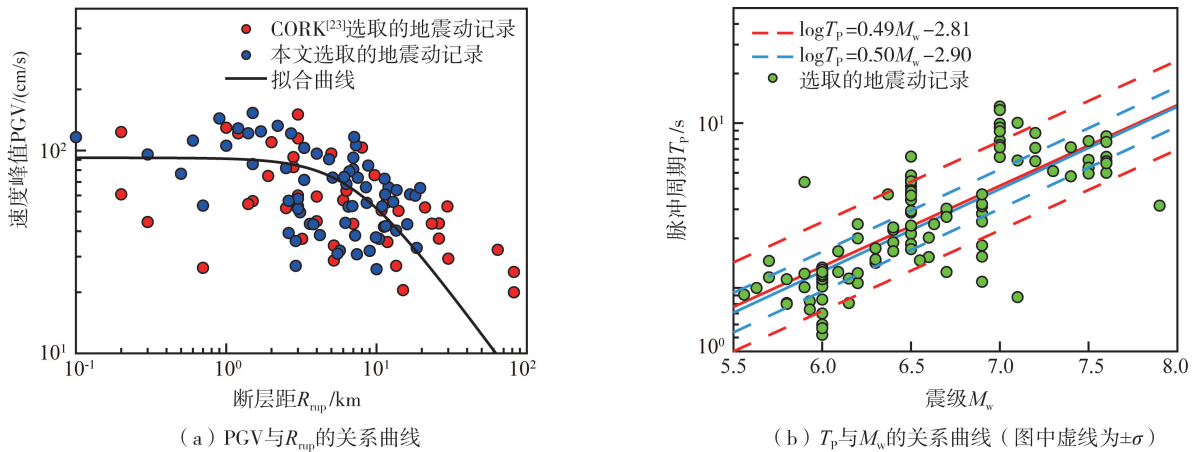 CORK[23]选取的地震动记录
本文选取的地震动记录
拟合曲线
速度峰值PGV/(cm/s)
10²
10¹
10⁻¹ 10⁰ 10¹ 10²
断层距Rrup/km
(a)PGV与Rrup的关系曲线
logTP=0.49Mw−2.81
logTP=0.50Mw−2.90
选取的地震动记录
脉冲周期TP/s
10¹
10⁰
5.5 6.0 6.5 7.0 7.5 8.0
震级Mw
(b)TP与Mw的关系曲线(图中虚线为±σ)